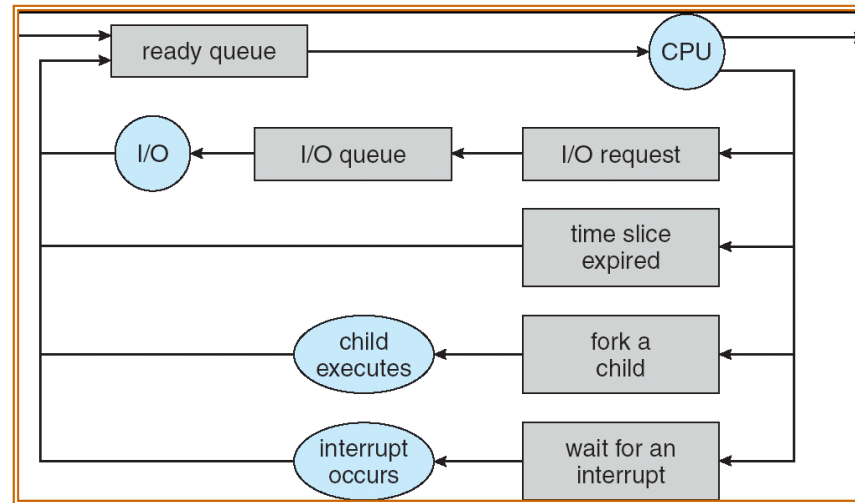 ready queue
CPU
I/O
I/O queue
I/O request
time slice
expired
child
executes
fork a
child
interrupt
occurs
wait for an
interrupt